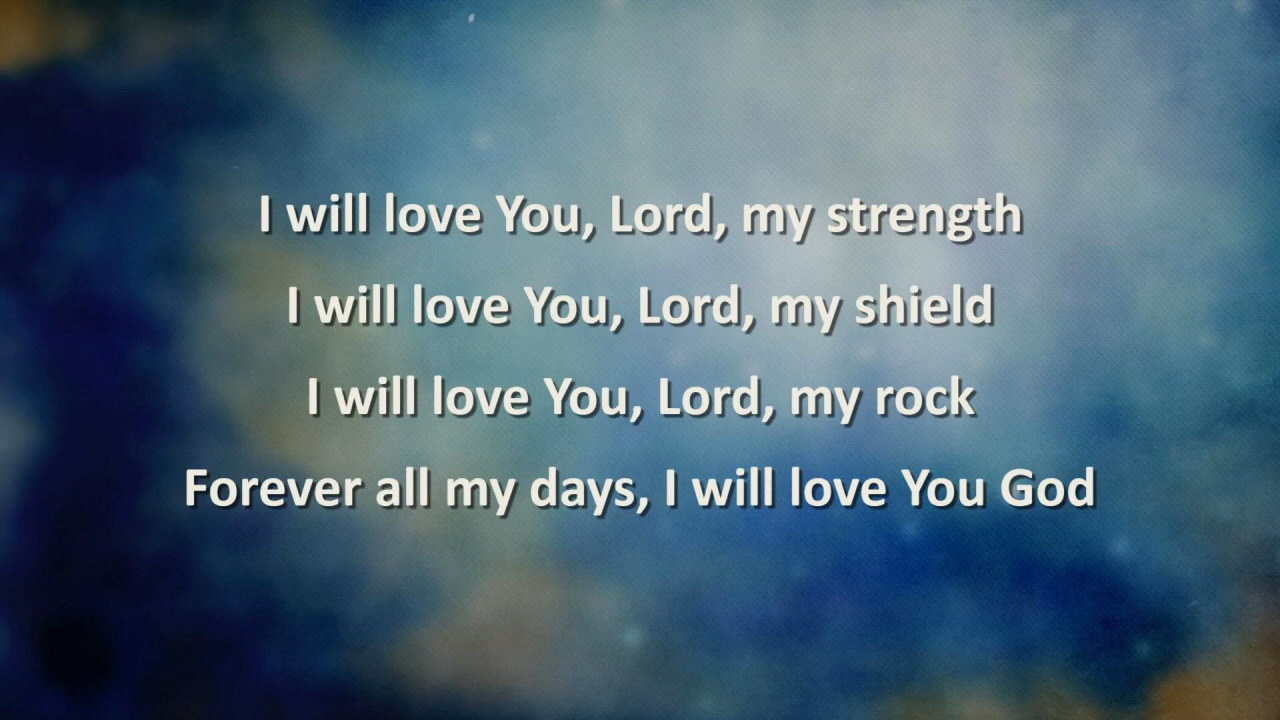 I will love You, Lord, my strength
I will love You, Lord, my shield
I will love You, Lord, my rock
Forever all my days, I will love You God